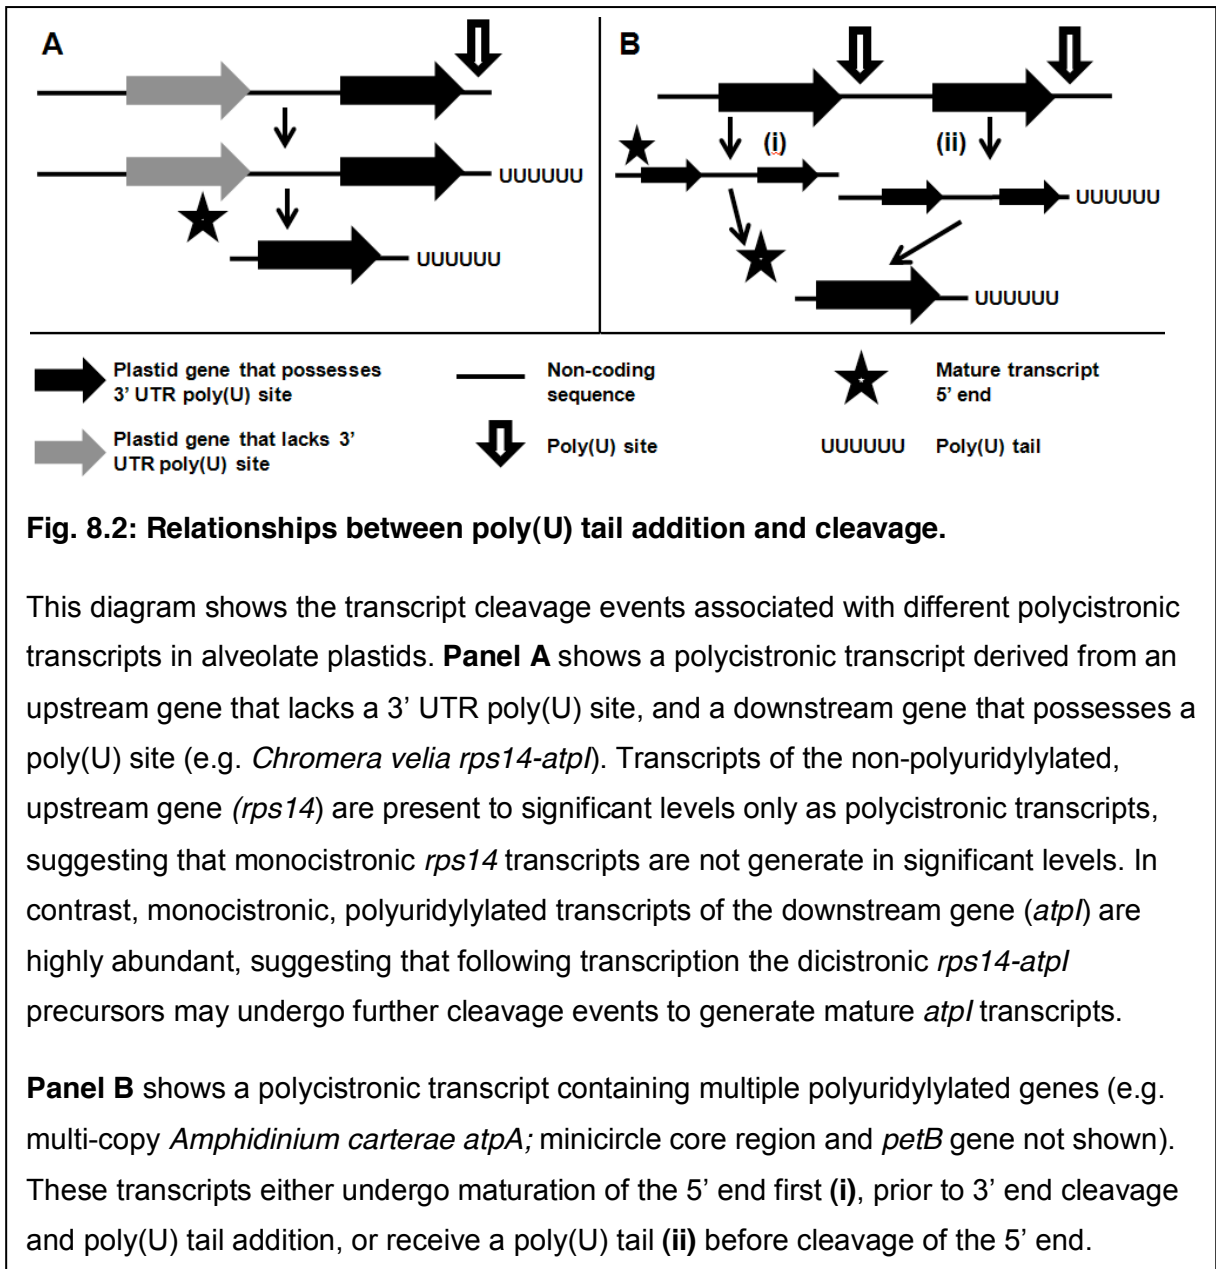 A
B
UUUUUU
UUUUUU
(i)
(ii)
UUUUUU
UUUUUU
Plastid gene that possesses
3’ UTR poly(U) site
Non-coding
sequence
Mature transcript
5’ end
Plastid gene that lacks 3’
UTR poly(U) site
Poly(U) site
UUUUUU
Poly(U) tail
Fig. 8.2: Relationships between poly(U) tail addition and cleavage.
This diagram shows the transcript cleavage events associated with different polycistronic
transcripts in alveolate plastids. Panel A shows a polycistronic transcript derived from an
upstream gene that lacks a 3’ UTR poly(U) site, and a downstream gene that possesses a
poly(U) site (e.g. Chromera velia rps14-atpI). Transcripts of the non-polyuridylylated,
upstream gene (rps14) are present to significant levels only as polycistronic transcripts,
suggesting that monocistronic rps14 transcripts are not generate in significant levels. In
contrast, monocistronic, polyuridylylated transcripts of the downstream gene (atpI) are
highly abundant, suggesting that following transcription the dicistronic rps14-atpI
precursors may undergo further cleavage events to generate mature atpI transcripts.
Panel B shows a polycistronic transcript containing multiple polyuridylylated genes (e.g.
multi-copy Amphidinium carterae atpA; minicircle core region and petB gene not shown).
These transcripts either undergo maturation of the 5’ end first (i), prior to 3’ end cleavage
and poly(U) tail addition, or receive a poly(U) tail (ii) before cleavage of the 5’ end.